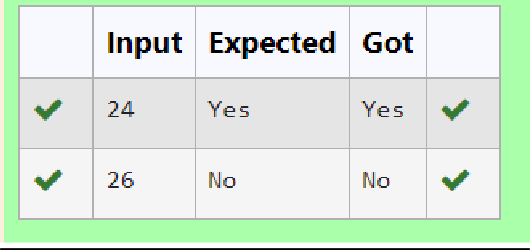 Input Expected Got
24 Yes Yes
26 No No